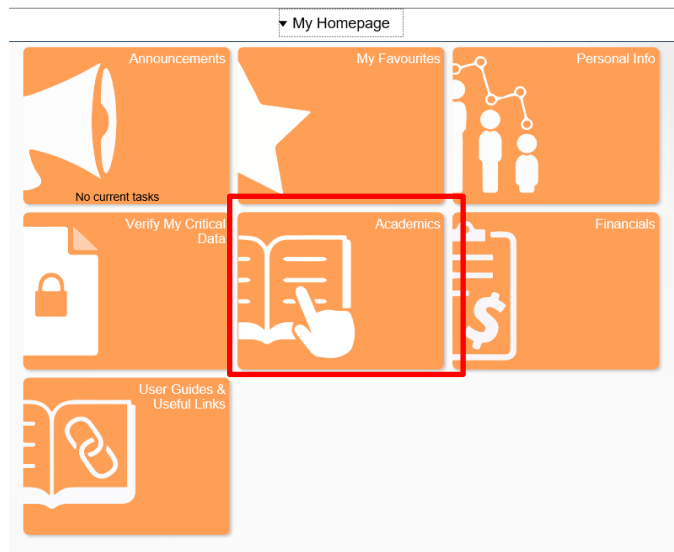 My Homepage
Announcements
My Favourites
Personal Info
No current tasks
Verify My Critical
Data
Academics
Financials
User Guides &
Useful Links